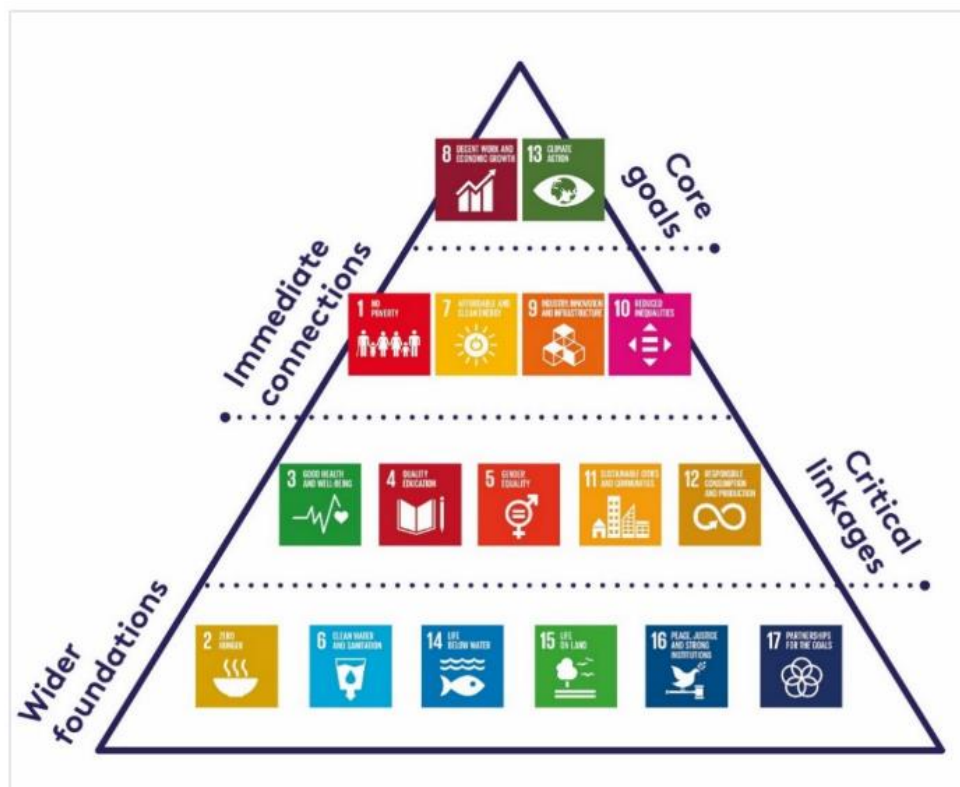 8 DECENT WORK AND
ECONOMIC GROWTH
13 CLIMATE
ACTION
Core
goals
Immediate
connections
1 NO
POVERTY
7 AFFORDABLE AND
CLEAN ENERGY
9 INDUSTRY, INNOVATION
AND INFRASTRUCTURE
10 REDUCED
INEQUALITIES
3 GOOD HEALTH
AND WELL-BEING
4 QUALITY
EDUCATION
5 GENDER
EQUALITY
11 SUSTAINABLE CITIES
AND COMMUNITIES
12 RESPONSIBLE
CONSUMPTION
AND PRODUCTION
Critical
linkages
Wider
foundations
2 ZERO
HUNGER
6 CLEAN WATER
AND SANITATION
14 LIFE
BELOW WATER
15 LIFE
ON LAND
16 PEACE, JUSTICE
AND STRONG
INSTITUTIONS
17 PARTNERSHIPS
FOR THE GOALS